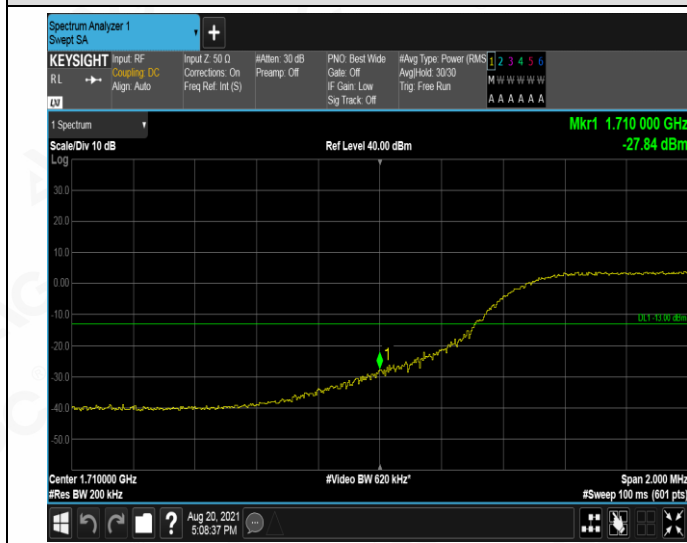 Spectrum Analyzer 1
Swept SA
+
KEYSIGHT Input: RF Input Z: 50 Ω #Atten: 30 dB PNO: Best Wide #Avg Type: Power (RMS 1 2 3 4 5 6
RL Coupling: DC Corrections: On Preamp: Off Gate: Off Avg|Hold: 30/30 M W W W W W
Align: Auto Freq Ref: Int (S) IF Gain: Low Trig: Free Run
LXI Sig Track: Off A A A A A A
1 Spectrum Mkr1 1.710 000 GHz
Scale/Div 10 dB Ref Level 40.00 dBm -27.84 dBm
Log
30.0
20.0
10.0
0.00
-10.0
DL1 -13.00 dBm
-20.0
1
-30.0
-40.0
-50.0
Center 1.710000 GHz #Video BW 620 kHz* Span 2.000 MHz
#Res BW 200 kHz #Sweep 100 ms (601 pts)
? Aug 20, 2021
5:08:37 PM